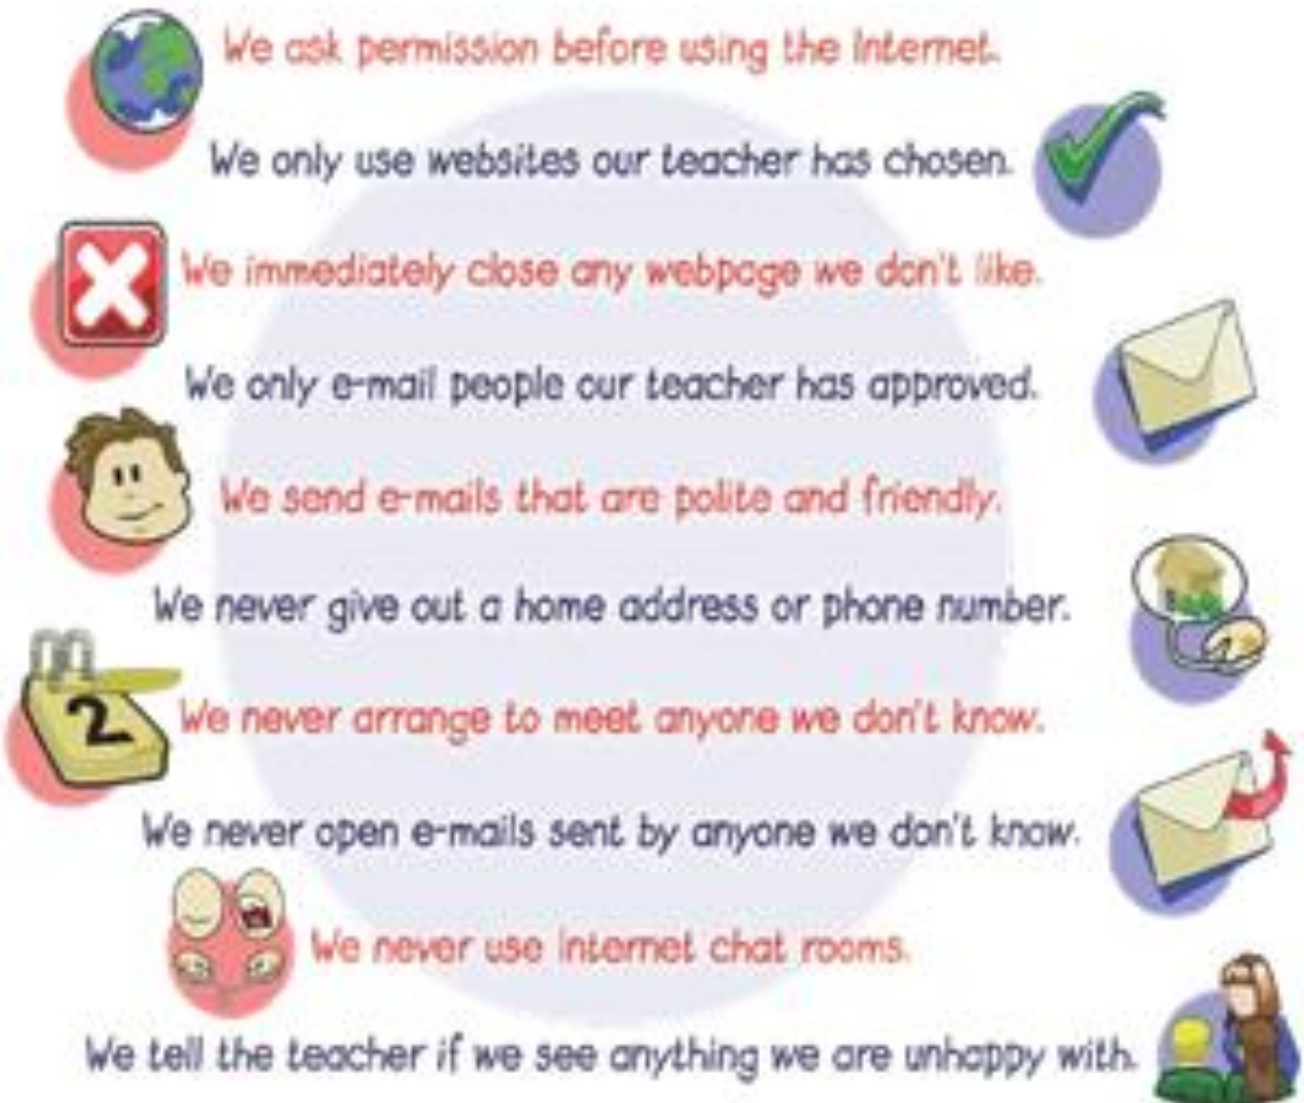 We ask permission before using the Internet.
We only use websites our teacher has chosen.
We immediately close any webpage we don't like.
We only e-mail people our teacher has approved.
We send e-mails that are polite and friendly.
We never give out a home address or phone number.
2
We never arrange to meet anyone we don't know.
We never open e-mails sent by anyone we don't know.
We never use Internet chat rooms.
We tell the teacher if we see anything we are unhappy with.